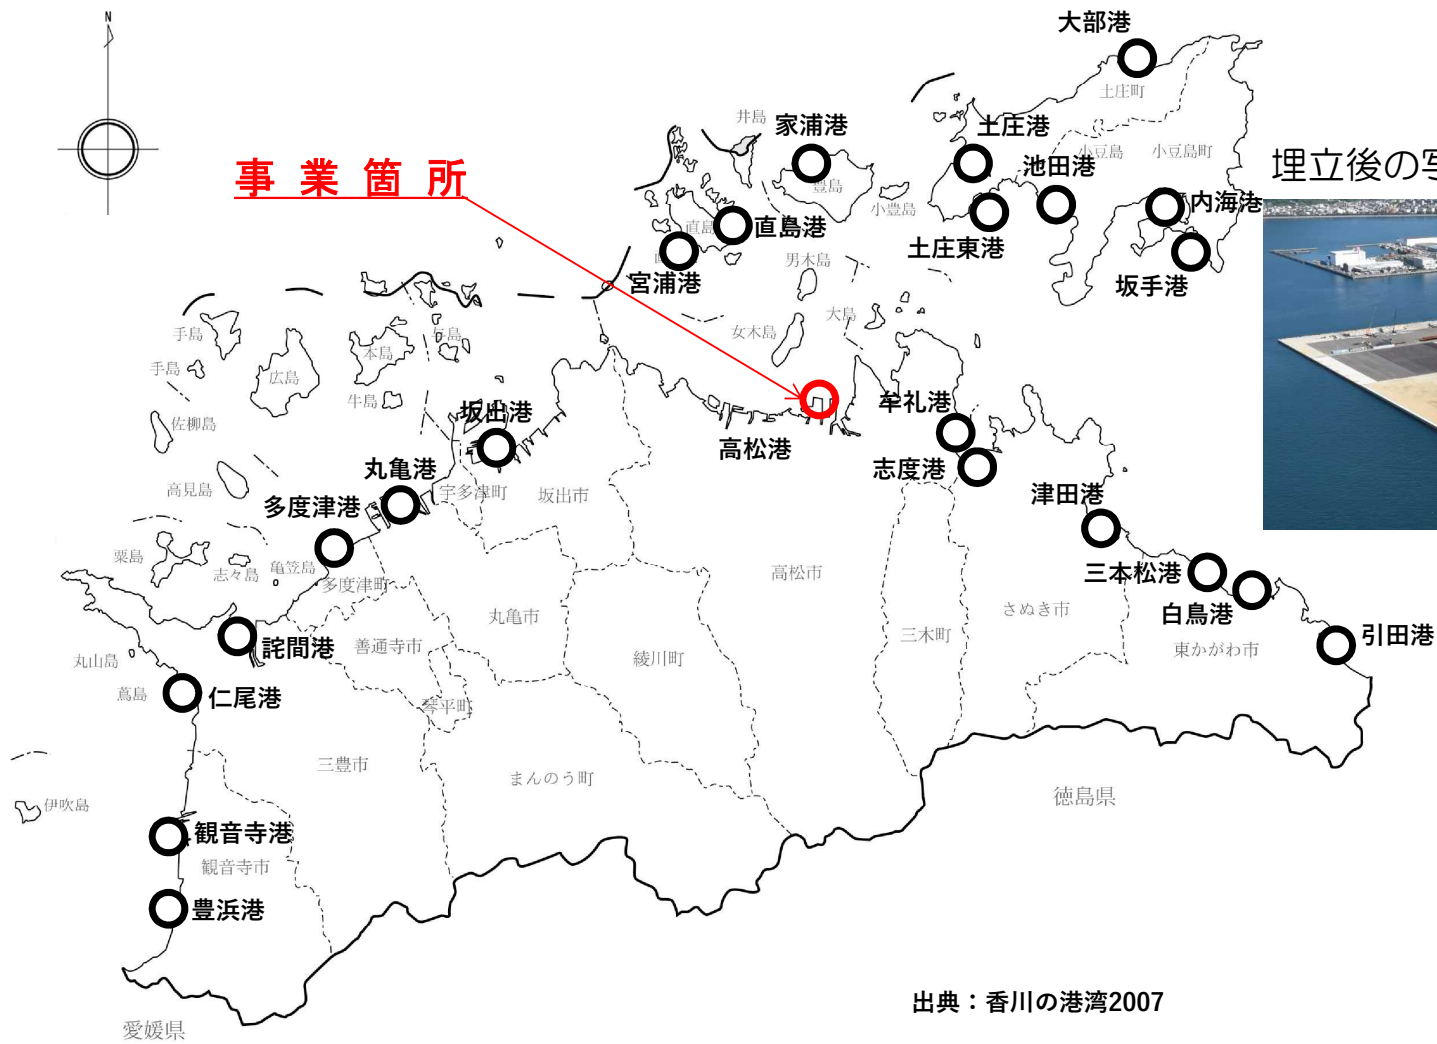 N
大部港
土庄町
井島
家浦港
土庄港
小豆島
小豆島町
池田港
事業箇所
埋立後の写
豊島
小豊島
内海港
直島
直島港
土庄東港
男木島
宮浦港
坂手港
大島
女木島
手島
与島
本島
手島
広島
牛島
佐柳島
坂出港
牟礼港
高松港
志度港
丸亀港
高見島
宇多津町
坂出市
津田港
多度津港
粟島
志々島
亀笠島
多度津町
高松市
三本松港
さぬき市
白鳥港
丸亀市
三木町
引田港
詫間港
善通寺市
綾川町
東かがわ市
丸山島
蔦島
仁尾港
琴平町
三豊市
まんのう町
徳島県
伊吹島
観音寺港
観音寺市
豊浜港
出典：香川の港湾2007
愛媛県